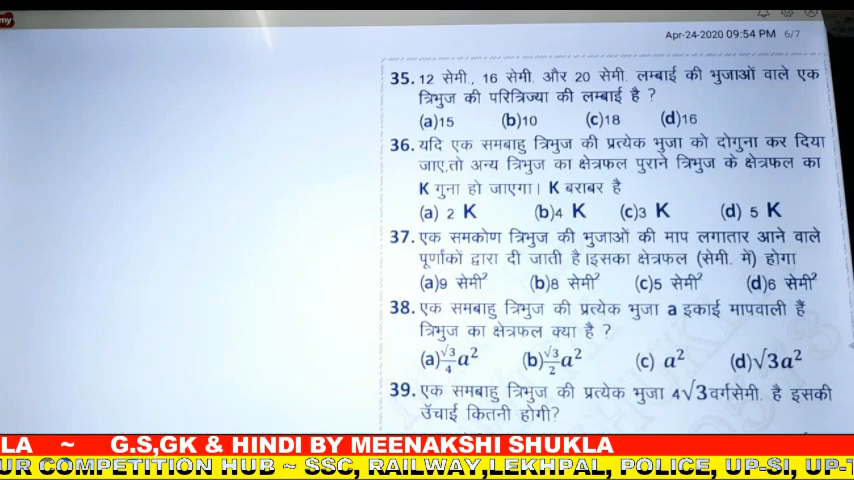 my
Apr-24-2020 09:54 PM 6/7
35. 12 सेमी., 16 सेमी. और 20 सेमी. लम्बाई की भुजाओं वाले एक
त्रिभुज की परित्रिज्या की लम्बाई है ?
(a)15 (b)10 (c)18 (d)16
36. यदि एक समबाहु त्रिभुज की प्रत्येक भुजा को दोगुना कर दिया
जाए,तो अन्य त्रिभुज का क्षेत्रफल पुराने त्रिभुज के क्षेत्रफल का
K गुना हो जाएगा। K बराबर है
(a) 2 K (b)4 K (c)3 K (d) 5 K
37. एक समकोण त्रिभुज की भुजाओं की माप लगातार आने वाले
पूर्णांकों द्वारा दी जाती है।इसका क्षेत्रफल (सेमी. में) होगा
(a)9 सेमी² (b)8 सेमी² (c)5 सेमी² (d)6 सेमी²
38. एक समबाहु त्रिभुज की प्रत्येक भुजा a इकाई मापवाली हैं
त्रिभुज का क्षेत्रफल क्या है ?
(a)√3/4 a² (b)√3/2 a² (c) a² (d)√3a²
39. एक समबाहु त्रिभुज की प्रत्येक भुजा 4√3वर्गसेमी. है इसकी
उँचाई कितनी होगी?
LA ~ G.S,GK & HINDI BY MEENAKSHI SHUKLA
UR COMPETITION HUB ~ SSC, RAILWAY,LEKHPAL, POLICE, UP-SI, UP-T